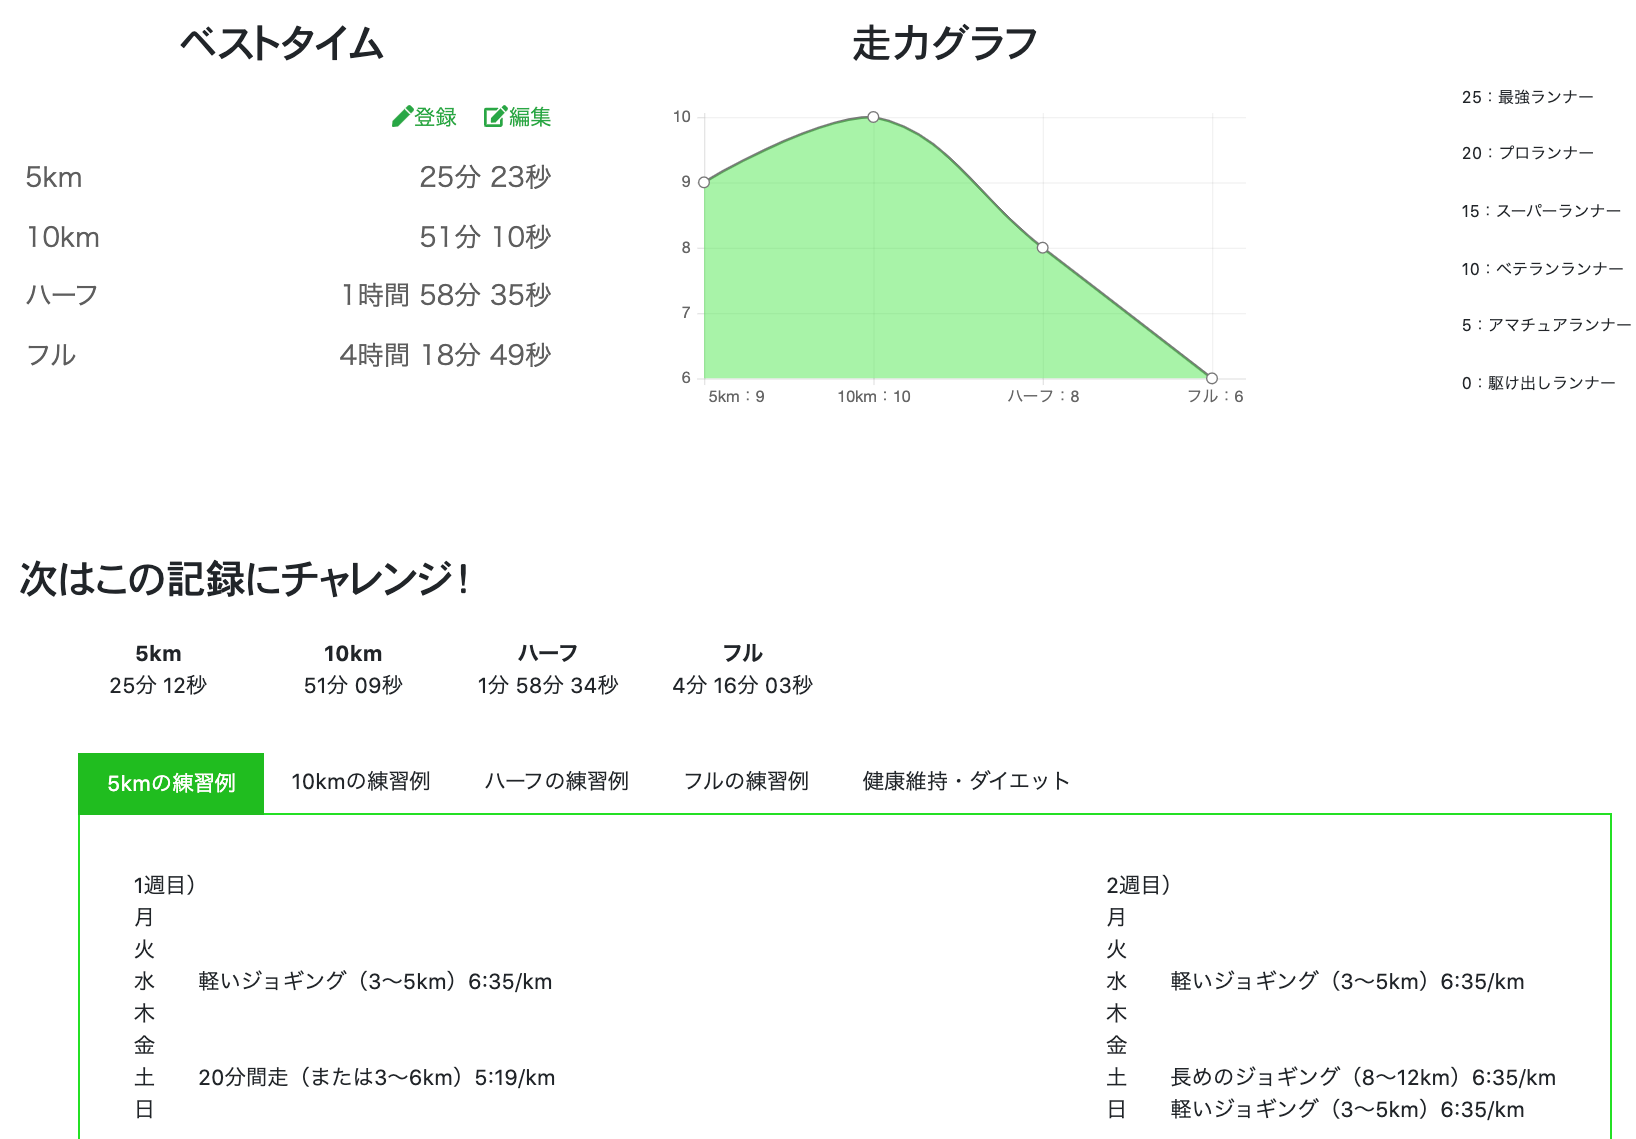 ベストタイム
登録 編集
5km 25分 23秒
10km 51分 10秒
ハーフ 1時間 58分 35秒
フル 4時間 18分 49秒
走力グラフ
10
9
8
7
6
5km：9 10km：10 ハーフ：8 フル：6
25：最強ランナー
20：プロランナー
15：スーパーランナー
10：ベテランランナー
5：アマチュアランナー
0：駆け出しランナー
次はこの記録にチャレンジ！
5km 10km ハーフ フル
25分 12秒 51分 09秒 1分 58分 34秒 4分 16分 03秒
5kmの練習例 10kmの練習例 ハーフの練習例 フルの練習例 健康維持・ダイエット
1週目）
月
火
水 軽いジョギング（3〜5km）6:35/km
木
金
土 20分間走（または3〜6km）5:19/km
日
2週目）
月
火
水 軽いジョギング（3〜5km）6:35/km
木
金
土 長めのジョギング（8〜12km）6:35/km
日 軽いジョギング（3〜5km）6:35/km